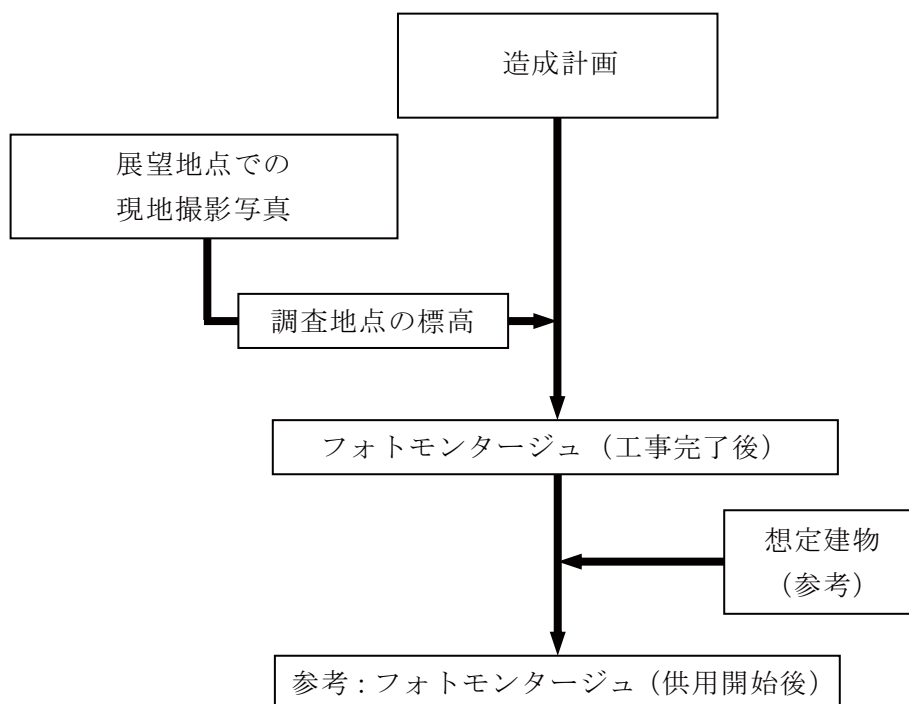 造成計画
展望地点での
現地撮影写真
調査地点の標高
フォトモンタージュ（工事完了後）
想定建物
（参考）
参考：フォトモンタージュ（供用開始後）